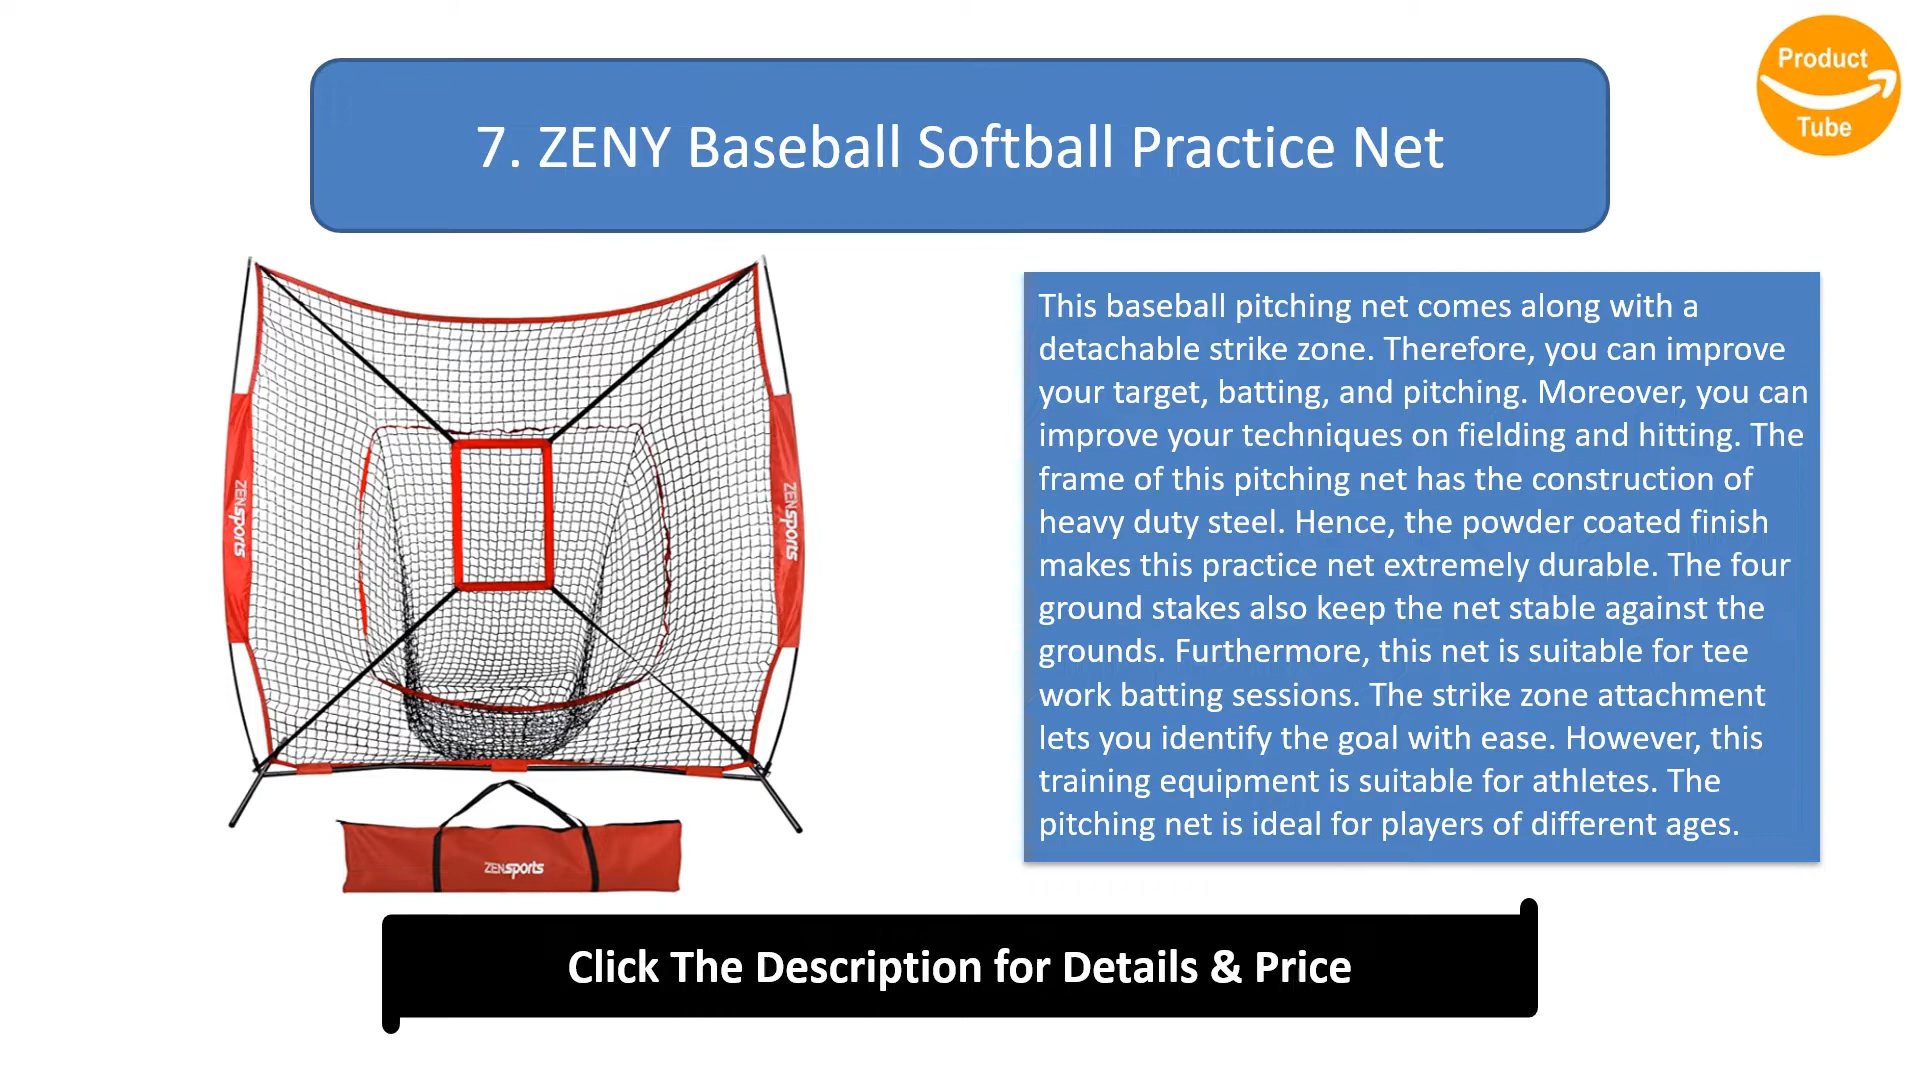 Product
Tube
7. ZENY Baseball Softball Practice Net
This baseball pitching net comes along with a
detachable strike zone. Therefore, you can improve
your target, batting, and pitching. Moreover, you can
improve your techniques on fielding and hitting. The
frame of this pitching net has the construction of
heavy duty steel. Hence, the powder coated finish
makes this practice net extremely durable. The four
ground stakes also keep the net stable against the
grounds. Furthermore, this net is suitable for tee
work batting sessions. The strike zone attachment
lets you identify the goal with ease. However, this
training equipment is suitable for athletes. The
pitching net is ideal for players of different ages.
ZENsports
ZENsports
ZENsports
Click The Description for Details & Price